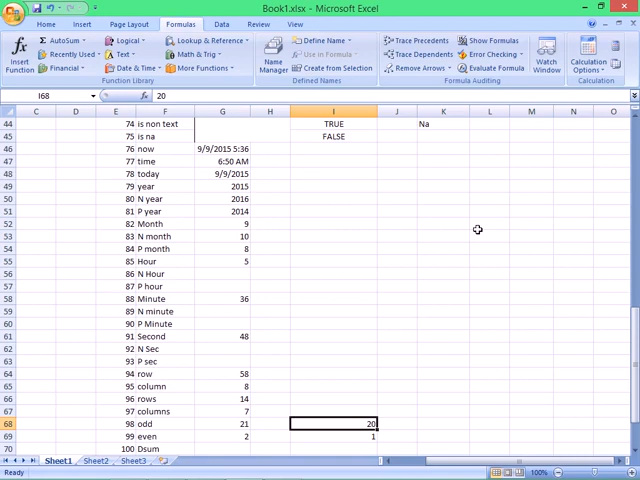 Book1.xlsx - Microsoft Excel
Home Insert Page Layout Formulas Data Review View
fx Insert Function
Σ AutoSum Logical Lookup & Reference
Recently Used Text Math & Trig
Financial Date & Time More Functions
Function Library
Name Manager
Define Name
Use in Formula
Create from Selection
Defined Names
Trace Precedents Show Formulas
Trace Dependents Error Checking
Remove Arrows Evaluate Formula
Formula Auditing
Watch Window
Calculation Options
Calculation
I68 fx 20
C D E F G H I J K L M N
44 74 is non text TRUE Na
45 75 is na FALSE
46 76 now 9/9/2015 5:36
47 77 time 6:50 AM
48 78 today 9/9/2015
49 79 year 2015
50 80 N year 2016
51 81 P year 2014
52 82 Month 9
53 83 N month 10
54 84 P month 8
55 85 Hour 5
56 86 N Hour
57 87 P hour
58 88 Minute 36
59 89 N minute
60 90 P Minute
61 91 Second 48
62 92 N Sec
63 93 P sec
64 94 row 58
65 95 column 8
66 96 rows 14
67 97 columns 7
68 98 odd 21 20
69 99 even 2 1
70 100 Dsum
Sheet1 Sheet2 Sheet3
Ready 100%